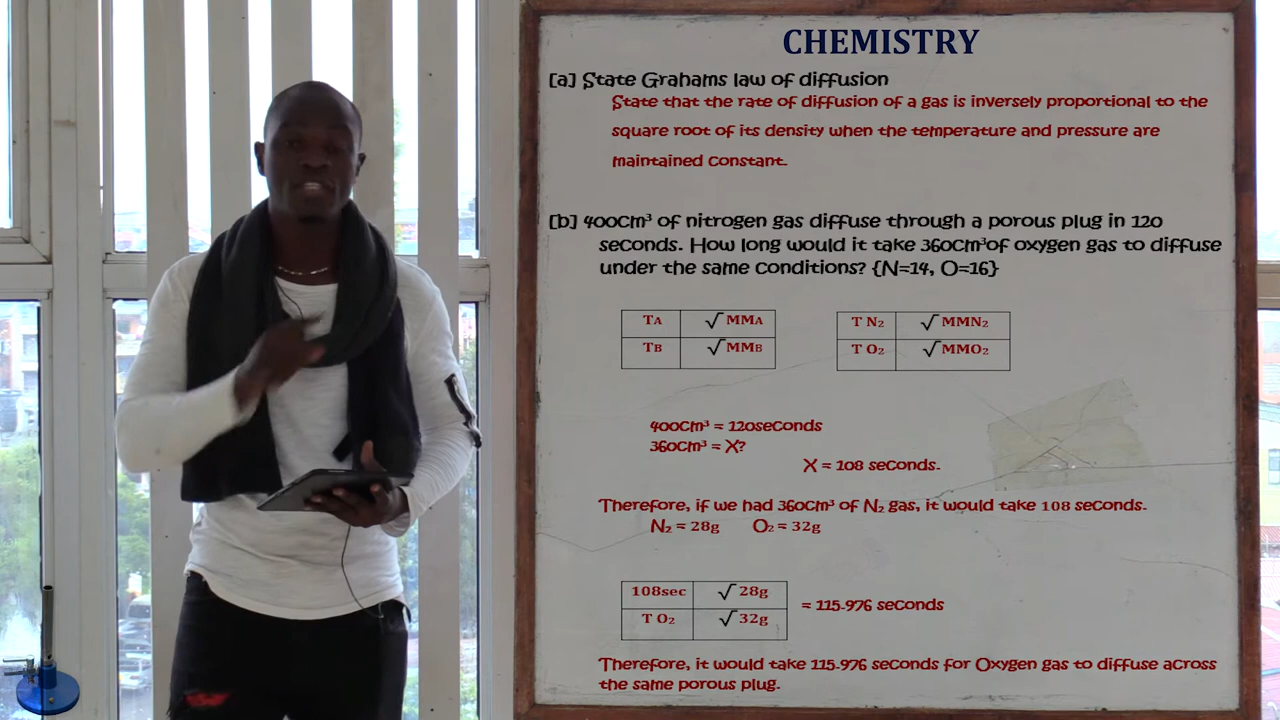 CHEMISTRY
[a] State Grahams law of diffusion
State that the rate of diffusion of a gas is inversely proportional to the
square root of its density when the temperature and pressure are
maintained constant.
[b] 400cm³ of nitrogen gas diffuse through a porous plug in 120
seconds. How long would it take 360cm³of oxygen gas to diffuse
under the same conditions? {N=14, O=16}
TA √MMA
TB √MMB
T N₂ √MMN₂
T O₂ √MMO₂
400cm³ = 120seconds
360cm³ = X?
X = 108 seconds.
Therefore, if we had 360cm³ of N₂ gas, it would take 108 seconds.
N₂ = 28g O₂ = 32g
108sec √28g
T O₂ √32g
= 115.976 seconds
Therefore, it would take 115.976 seconds for Oxygen gas to diffuse across
the same porous plug.